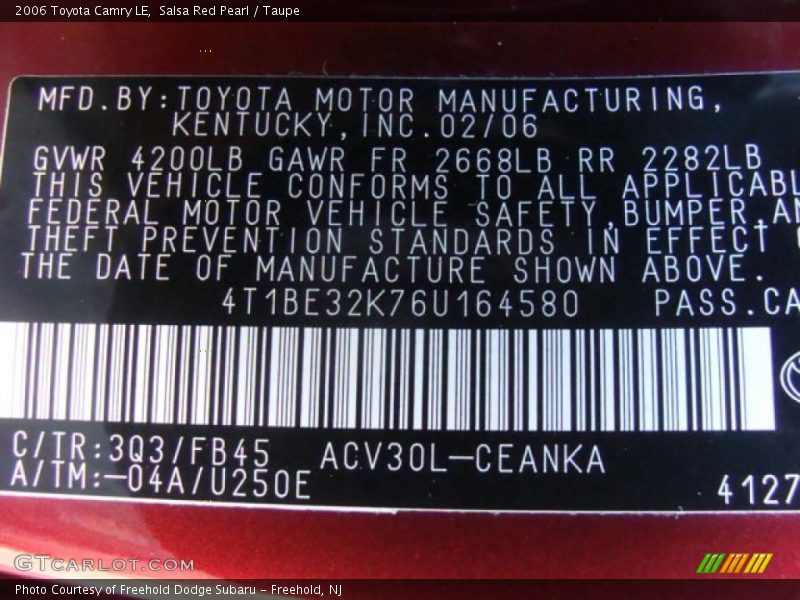 2006 Toyota Camry LE,  Salsa Red Pearl / Taupe
MFD.BY:TOYOTA MOTOR MANUFACTURING,
KENTUCKY,INC.02/06
GVWR 4200LB GAWR FR 2668LB RR 2282LB
THIS VEHICLE CONFORMS TO ALL APPLICABL
FEDERAL MOTOR VEHICLE SAFETY,BUMPER,AN
THEFT PREVENTION STANDARDS IN EFFECT
THE DATE OF MANUFACTURE SHOWN ABOVE.
4T1BE32K76U164580 PASS.CA
C/TR:3Q3/FB45 ACV30L-CEANKA
A/TM:-04A/U250E
4127
GTCARLOT.COM
Photo Courtesy of Freehold Dodge Subaru - Freehold, NJ